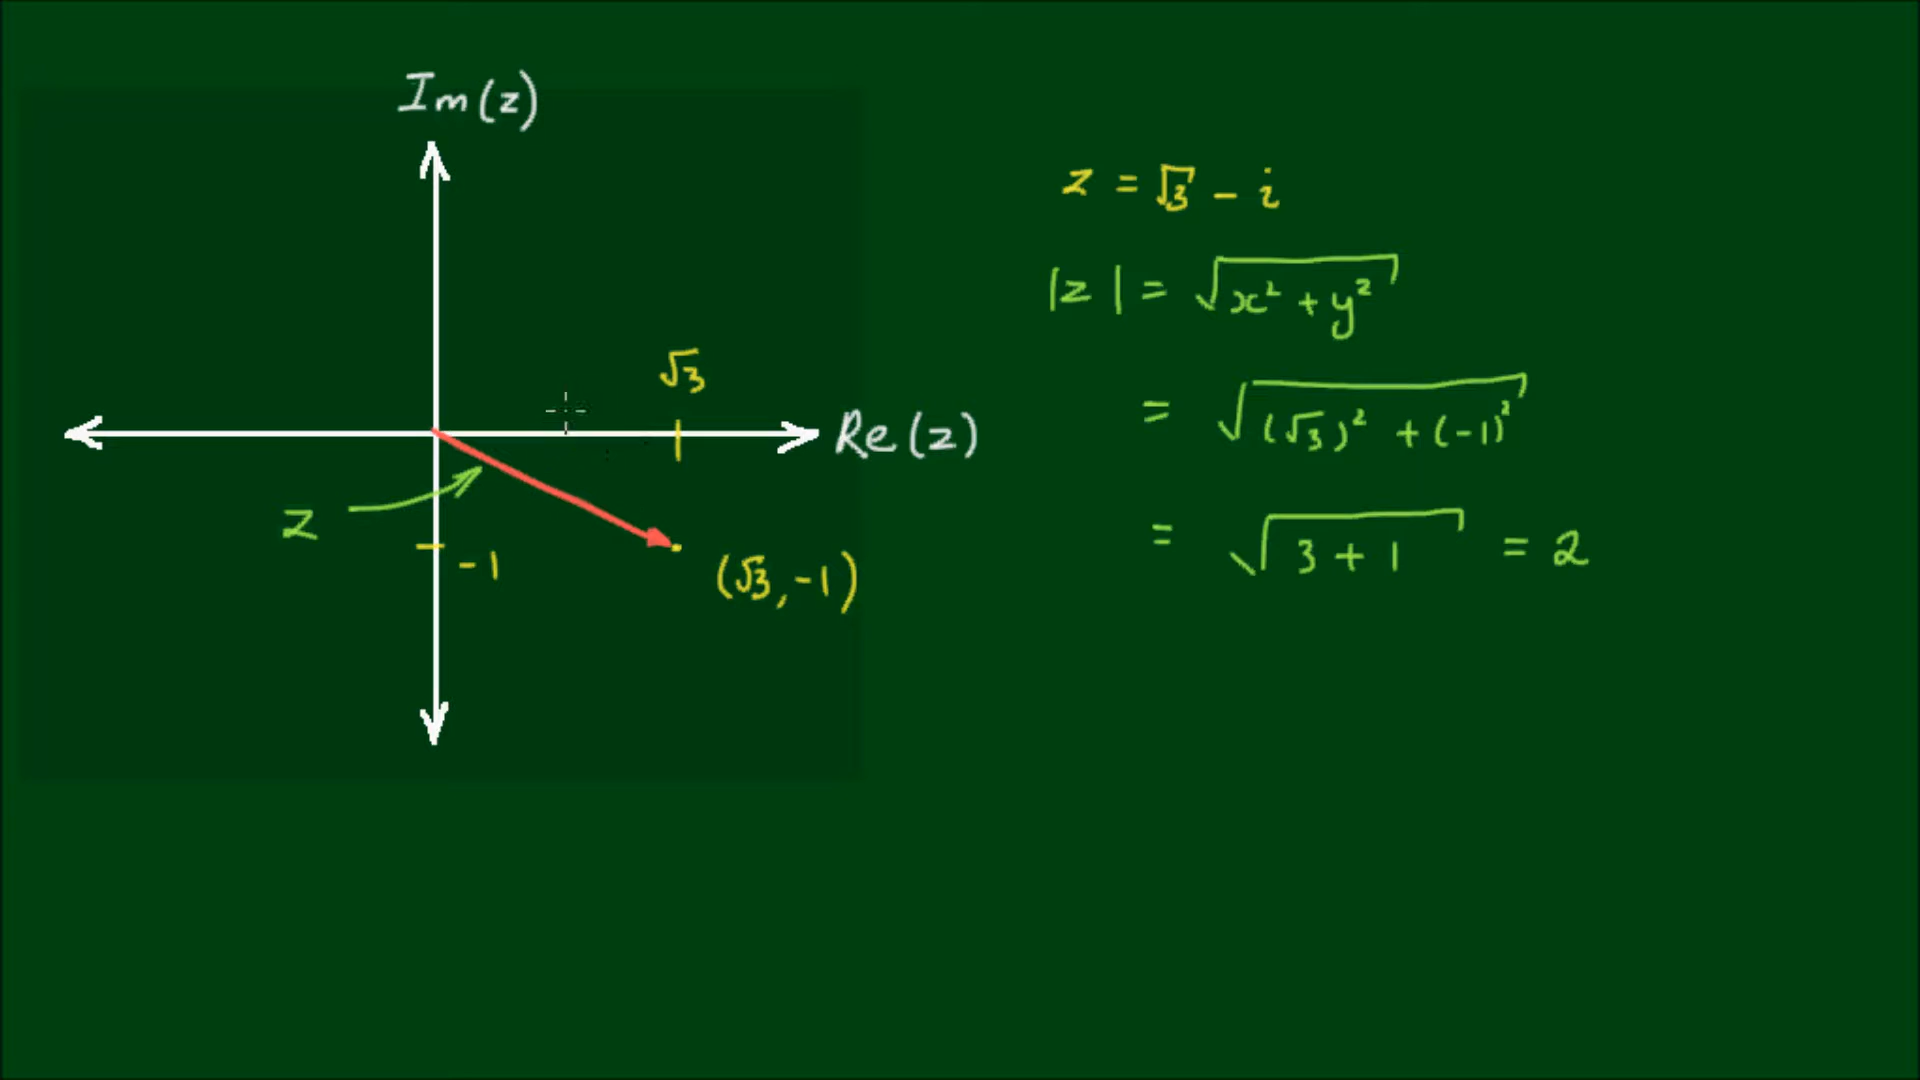 Im(z)
z = √3 - i
|z| = √(x² + y²)
√3
= √((√3)² + (-1)²)
Re(z)
z
-1
(√3, -1)
= √(3 + 1) = 2